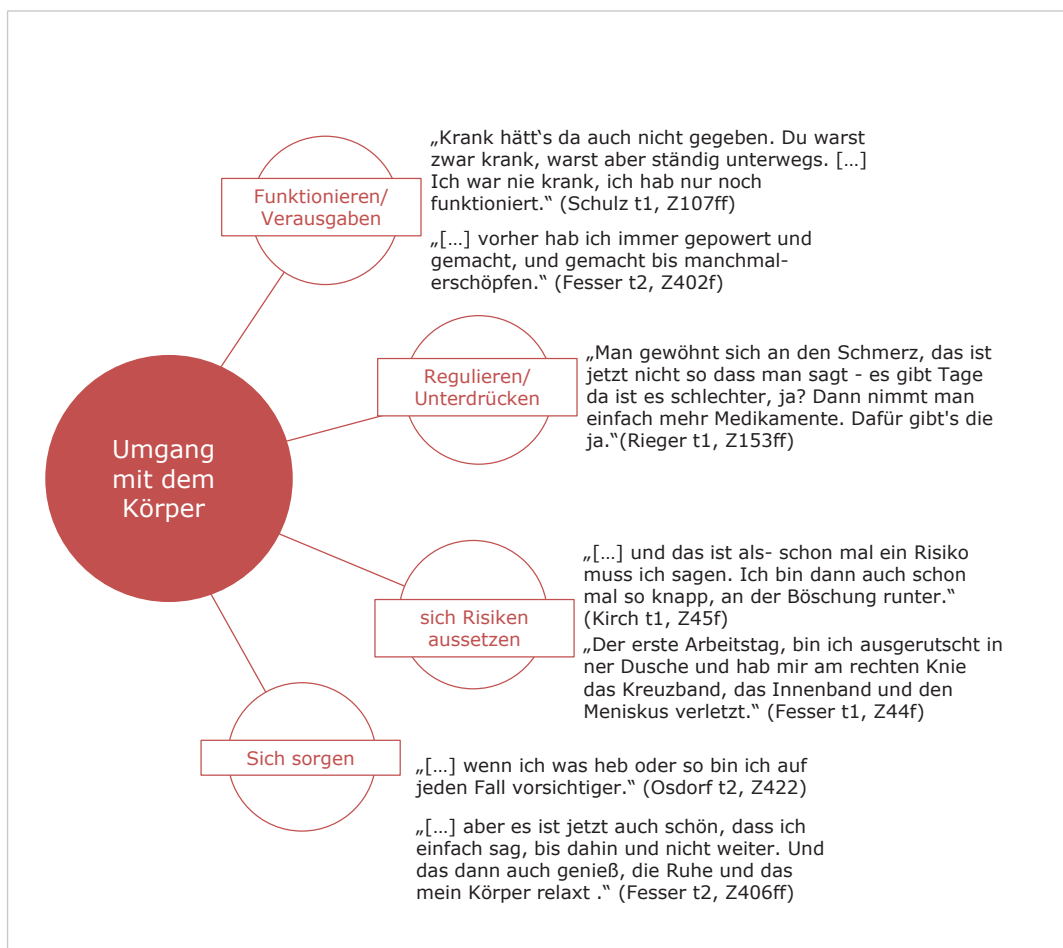 „Krank hätt‘s da auch nicht gegeben. Du warst
zwar krank, warst aber ständig unterwegs. […]
Ich war nie krank, ich hab nur noch
funktioniert.“ (Schulz t1, Z107ff)
Funktionieren/
Verausgaben
„[…] vorher hab ich immer gepowert und
gemacht, und gemacht bis manchmal-
erschöpfen.“ (Fesser t2, Z402f)
„Man gewöhnt sich an den Schmerz, das ist
jetzt nicht so dass man sagt - es gibt Tage
da ist es schlechter, ja? Dann nimmt man
einfach mehr Medikamente. Dafür gibt's die
ja.“(Rieger t1, Z153ff)
Regulieren/
Unterdrücken
Umgang
mit dem
Körper
„[…] und das ist als- schon mal ein Risiko
muss ich sagen. Ich bin dann auch schon
mal so knapp, an der Böschung runter.“
(Kirch t1, Z45f)
sich Risiken
aussetzen
„Der erste Arbeitstag, bin ich ausgerutscht in
ner Dusche und hab mir am rechten Knie
das Kreuzband, das Innenband und den
Meniskus verletzt.“ (Fesser t1, Z44f)
Sich sorgen
„[…] wenn ich was heb oder so bin ich auf
jeden Fall vorsichtiger.“ (Osdorf t2, Z422)
„[…] aber es ist jetzt auch schön, dass ich
einfach sag, bis dahin und nicht weiter. Und
das dann auch genieß, die Ruhe und das
mein Körper relaxt .“ (Fesser t2, Z406ff)